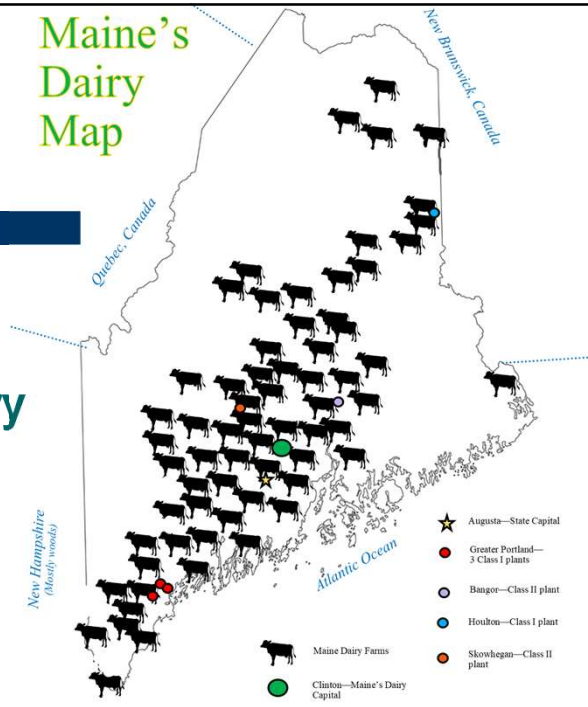 Maine's
Dairy
Map
New Brunswick, Canada
Quebec, Canada
y
New Hampshire
(Mostly woods)
Atlantic Ocean
Augusta—State Capital
Greater Portland—
3 Class I plants
Bangor—Class II plant
Houlton—Class I plant
Skowhegan—Class II
plant
Maine Dairy Farms
Clinton—Maine's Dairy
Capital